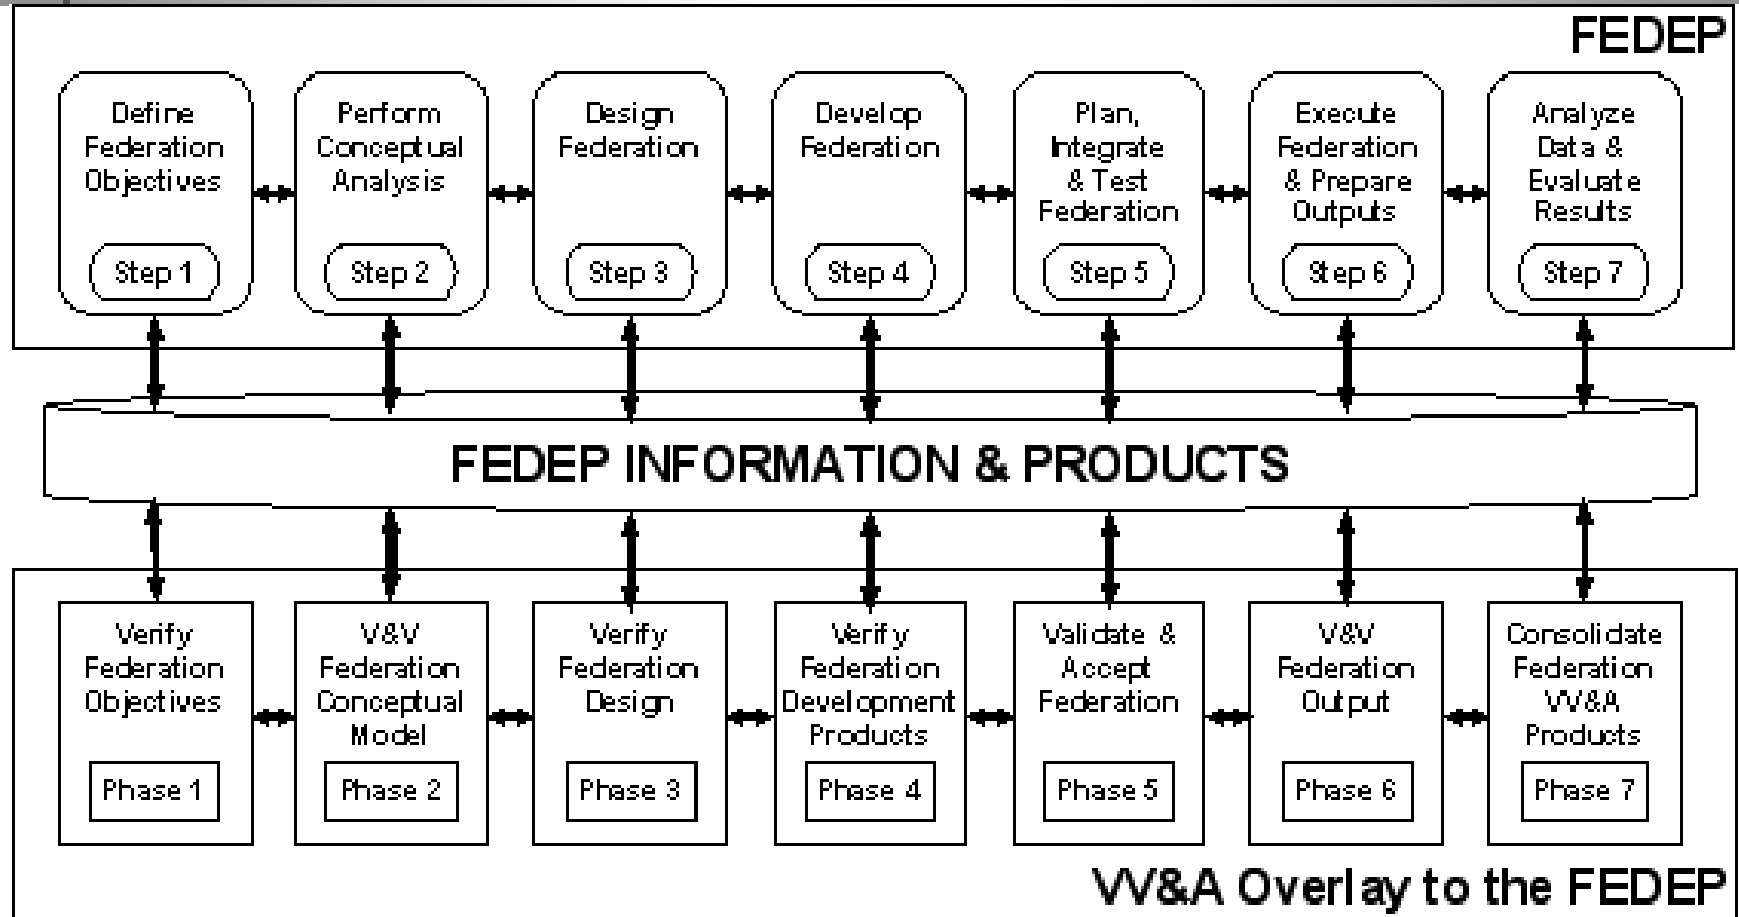 FEDEP
Define
Federation
Objectives
Step 1
Perform
Conceptual
Analysis
Step 2
Design
Federation
Step 3
Develop
Federation
Step 4
Plan,
Integrate
& Test
Federation
Step 5
Execute
Federation
& Prepare
Outputs
Step 6
Analyze
Data &
Evaluate
Results
Step 7
FEDEP INFORMATION & PRODUCTS
Verify
Federation
Objectives
Phase 1
V&V
Federation
Conceptual
Model
Phase 2
Verify
Federation
Design
Phase 3
Verify
Federation
Development
Products
Phase 4
Validate &
Accept
Federation
Phase 5
V&V
Federation
Output
Phase 6
Consolidate
Federation
VV&A
Products
Phase 7
VV&A Overlay to the FEDEP